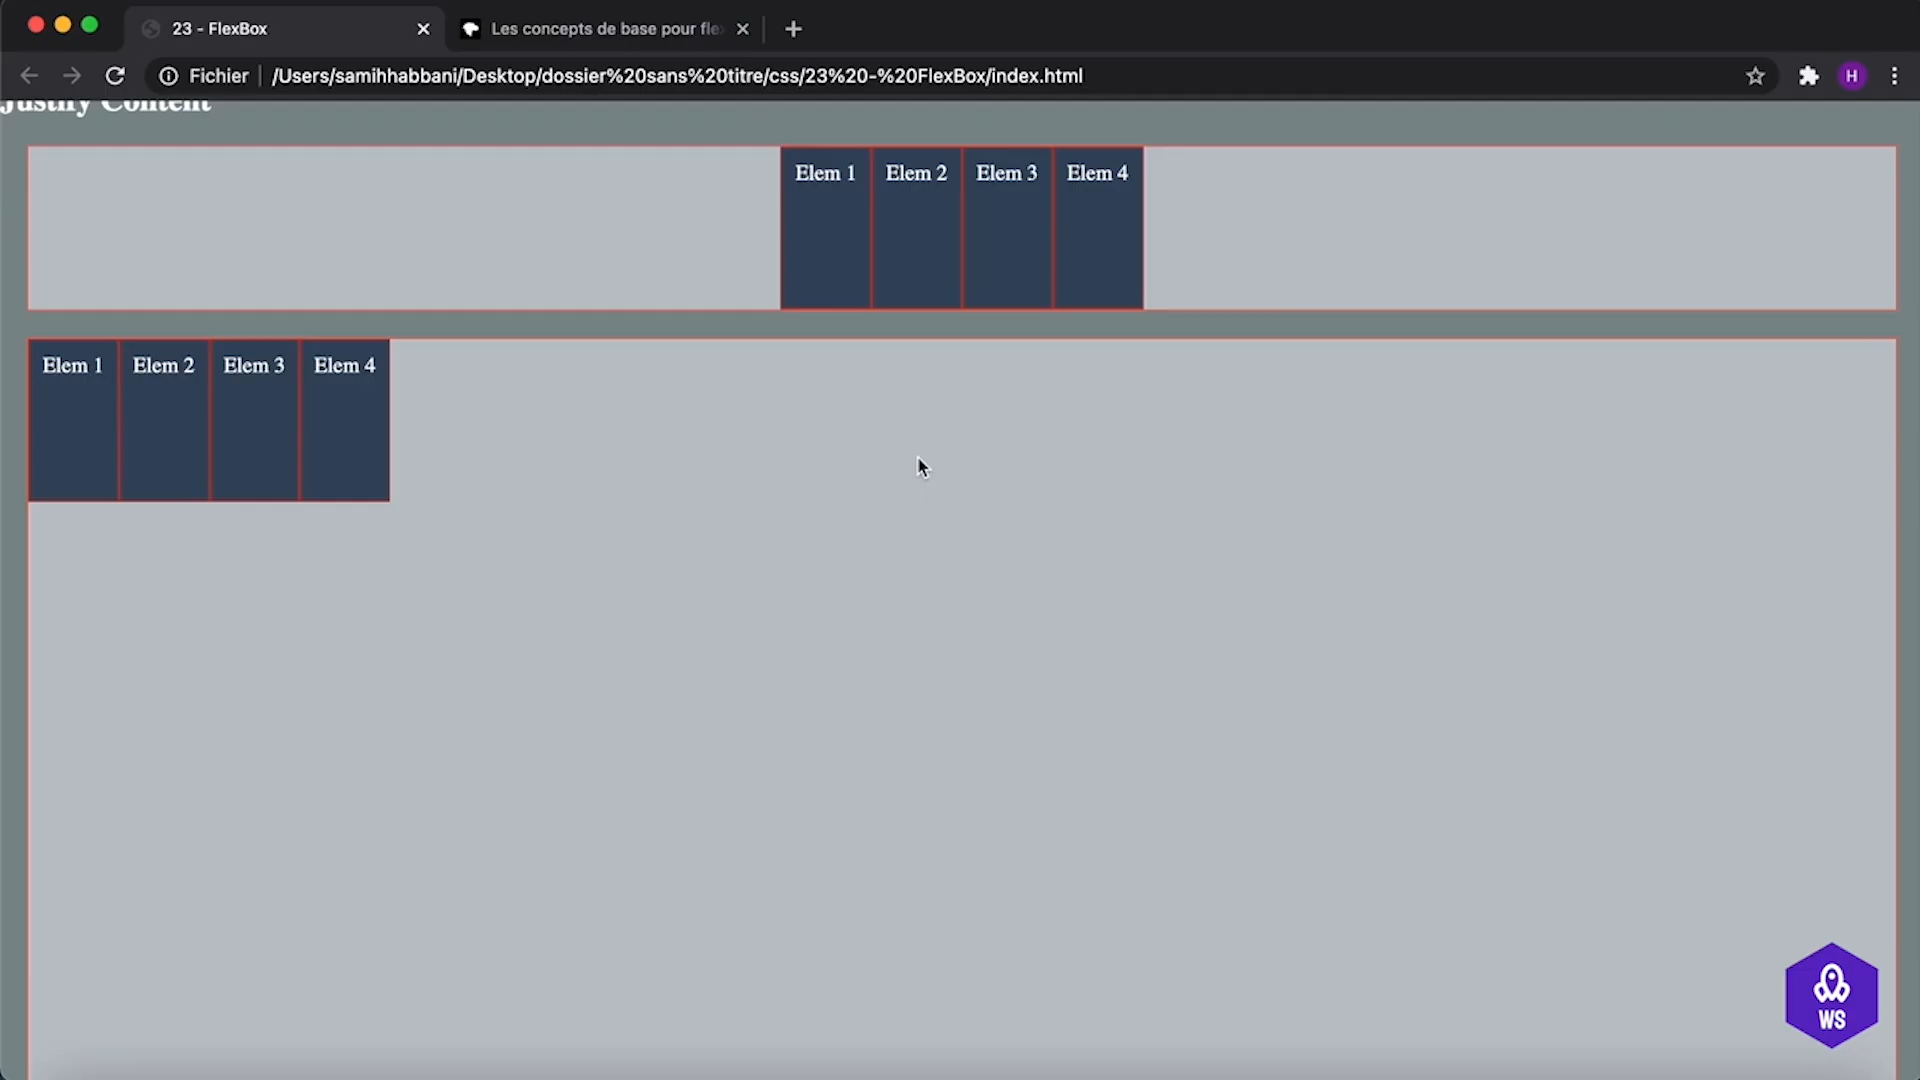 23 - FlexBox
Les concepts de base pour fle
Fichier
/Users/samihhabbani/Desktop/dossier%20sans%20titre/css/23%20-%20FlexBox/index.html
H
Justify Content
Elem 1
Elem 2
Elem 3
Elem 4
Elem 1
Elem 2
Elem 3
Elem 4
WS